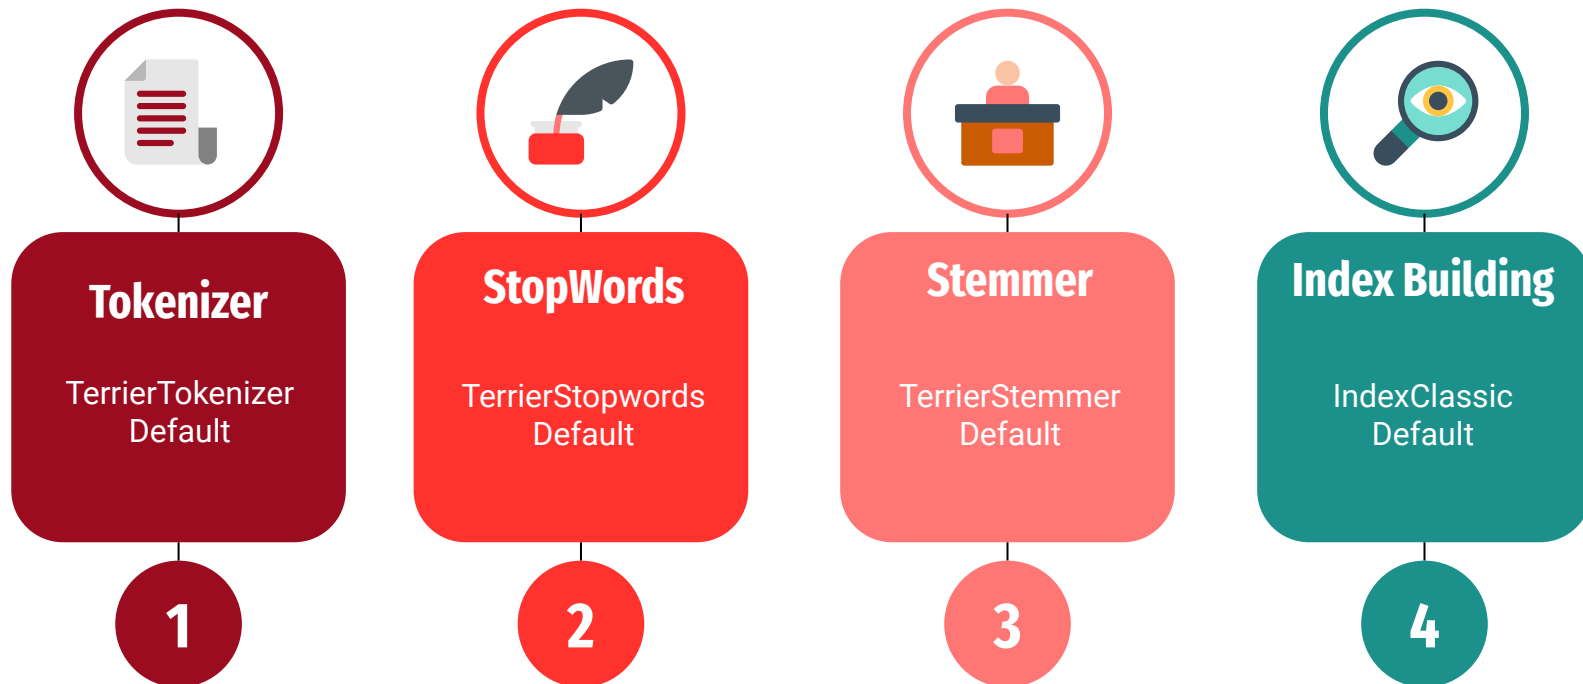 Tokenizer
TerrierTokenizer
Default
1
StopWords
TerrierStopwords
Default
2
Stemmer
TerrierStemmer
Default
3
Index Building
IndexClassic
Default
4